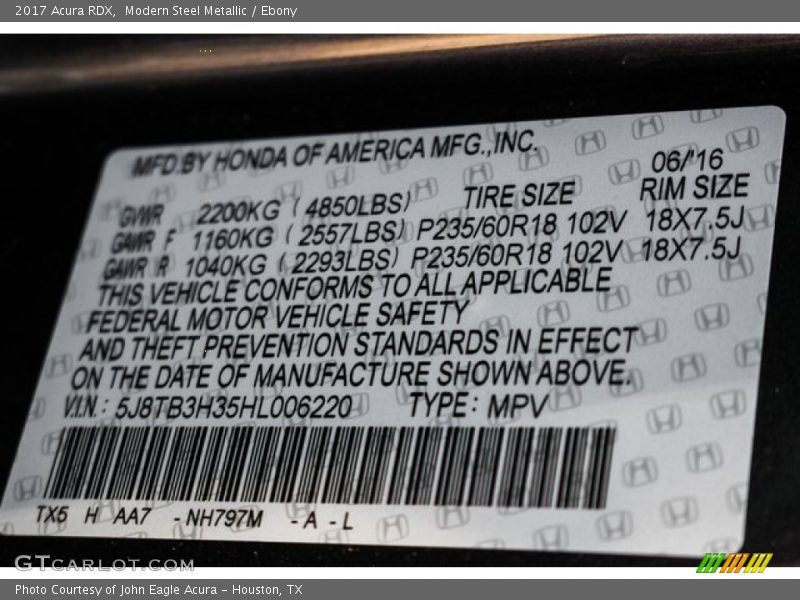 2017 Acura RDX,  Modern Steel Metallic / Ebony
MFD.BY HONDA OF AMERICA MFG.,INC.
06/'16
GVWR 2200KG ( 4850LBS) TIRE SIZE RIM SIZE
GAWR F 1160KG ( 2557LBS) P235/60R18 102V 18X7.5J
GAWR R 1040KG ( 2293LBS) P235/60R18 102V 18X7.5J
THIS VEHICLE CONFORMS TO ALL APPLICABLE
FEDERAL MOTOR VEHICLE SAFETY
AND THEFT PREVENTION STANDARDS IN EFFECT
ON THE DATE OF MANUFACTURE SHOWN ABOVE.
V.I.N.: 5J8TB3H35HL006220 TYPE: MPV
TX5 H AA7 - NH797M - A - L
GTCARLOT.COM
Photo Courtesy of John Eagle Acura - Houston, TX